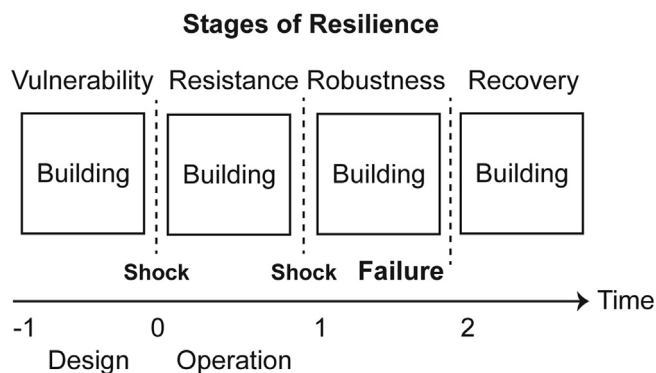 Stages of Resilience
Vulnerability Resistance Robustness Recovery
Building Building Building Building
Shock Shock Failure
Time
-1 0 1 2
Design Operation